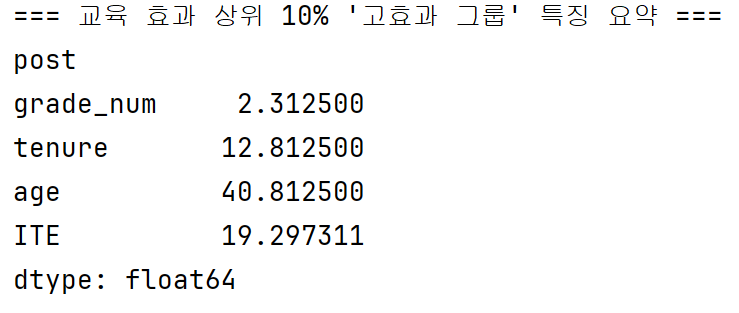 === 교육 효과 상위 10% '고효과 그룹' 특징 요약 ===
post
grade_num     2.312500
tenure       12.812500
age          40.812500
ITE          19.297311
dtype: float64